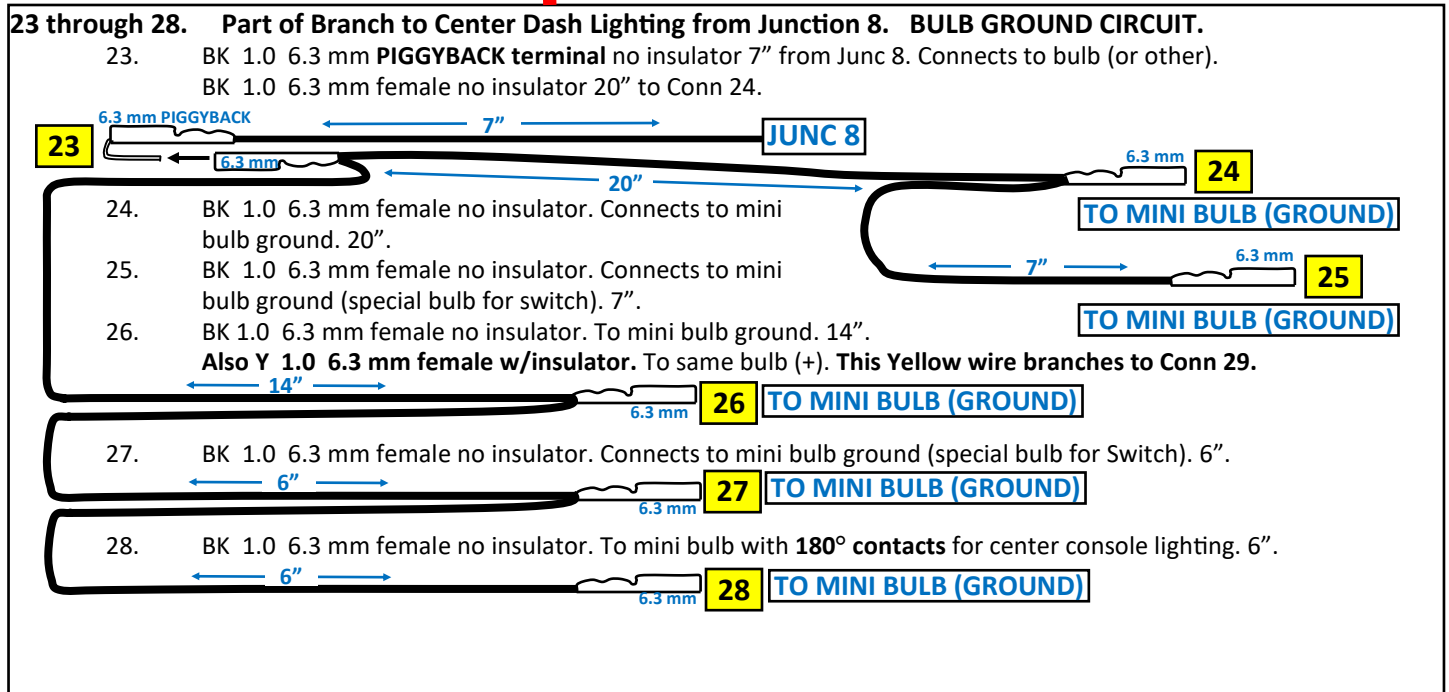 23 through 28. Part of Branch to Center Dash Lighting from Junction 8. BULB GROUND CIRCUIT.
23. BK 1.0 6.3 mm PIGGYBACK terminal no insulator 7” from Junc 8. Connects to bulb (or other).
BK 1.0 6.3 mm female no insulator 20” to Conn 24.
6.3 mm PIGGYBACK
7”
JUNC 8
23
6.3 mm
20”
6.3 mm
24
TO MINI BULB (GROUND)
24. BK 1.0 6.3 mm female no insulator. Connects to mini
bulb ground. 20”.
7”
6.3 mm
25
TO MINI BULB (GROUND)
25. BK 1.0 6.3 mm female no insulator. Connects to mini
bulb ground (special bulb for switch). 7”.
26. BK 1.0 6.3 mm female no insulator. To mini bulb ground. 14”.
Also Y 1.0 6.3 mm female w/insulator. To same bulb (+). This Yellow wire branches to Conn 29.
14”
6.3 mm
26
TO MINI BULB (GROUND)
27. BK 1.0 6.3 mm female no insulator. Connects to mini bulb ground (special bulb for Switch). 6”.
6”
6.3 mm
27
TO MINI BULB (GROUND)
28. BK 1.0 6.3 mm female no insulator. To mini bulb with 180° contacts for center console lighting. 6”.
6”
6.3 mm
28
TO MINI BULB (GROUND)